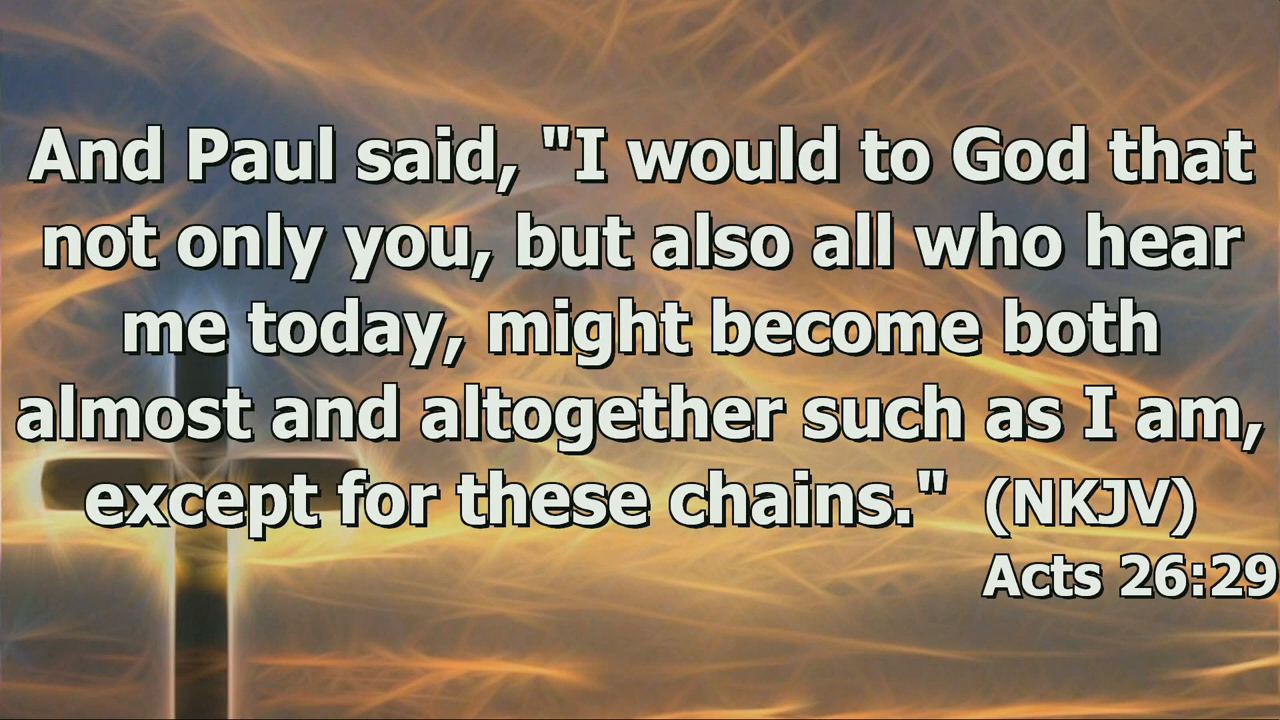 And Paul said, "I would to God that
not only you, but also all who hear
me today, might become both
almost and altogether such as I am,
except for these chains." (NKJV)
Acts 26:29